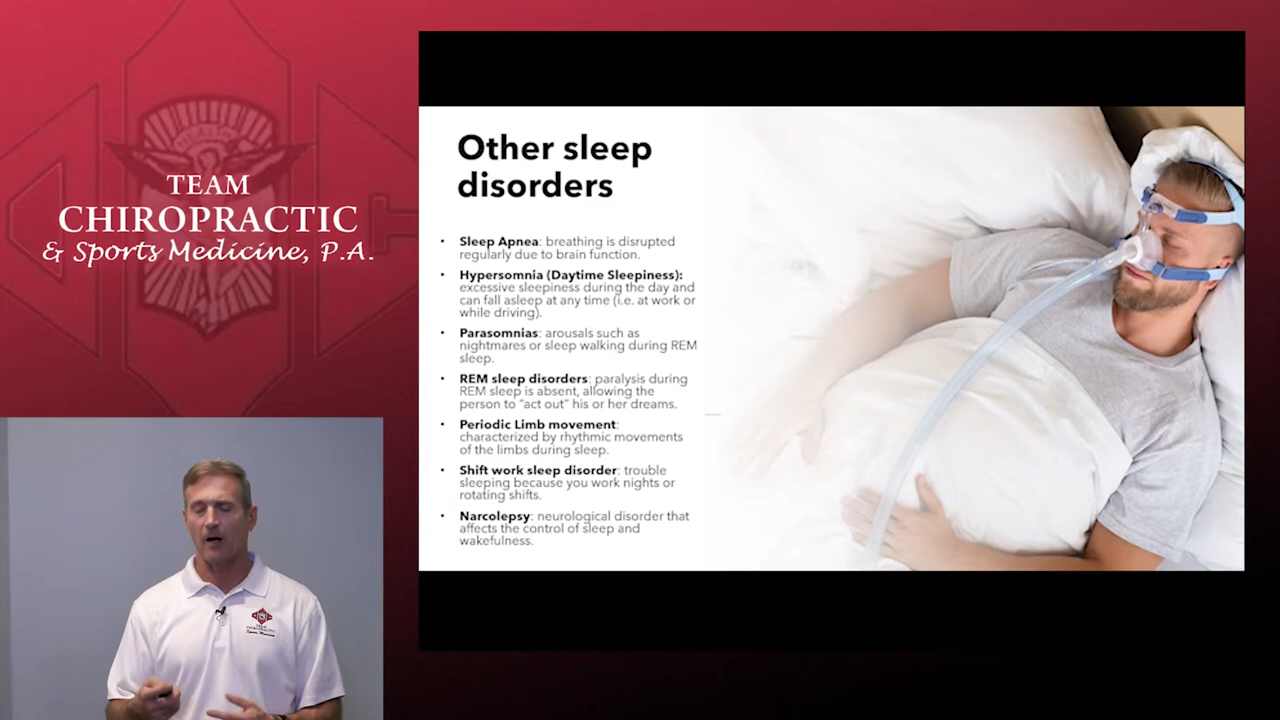 TEAM
CHIROPRACTIC
& Sports Medicine, P.A.
Other sleep
disorders
• Sleep Apnea: breathing is disrupted
regularly due to brain function.
• Hypersomnia (Daytime Sleepiness):
excessive sleepiness during the day and
can fall asleep at any time (i.e. at work or
while driving).
• Parasomnias: arousals such as
nightmares or sleep walking during REM
sleep.
• REM sleep disorders: paralysis during
REM sleep is absent, allowing the
person to “act out” his or her dreams.
• Periodic Limb movement:
characterized by rhythmic movements
of the limbs during sleep.
• Shift work sleep disorder: trouble
sleeping because you work nights or
rotating shifts.
• Narcolepsy: neurological disorder that
affects the control of sleep and
wakefulness.
TEAM
CHIROPRACTIC
Sports Medicine